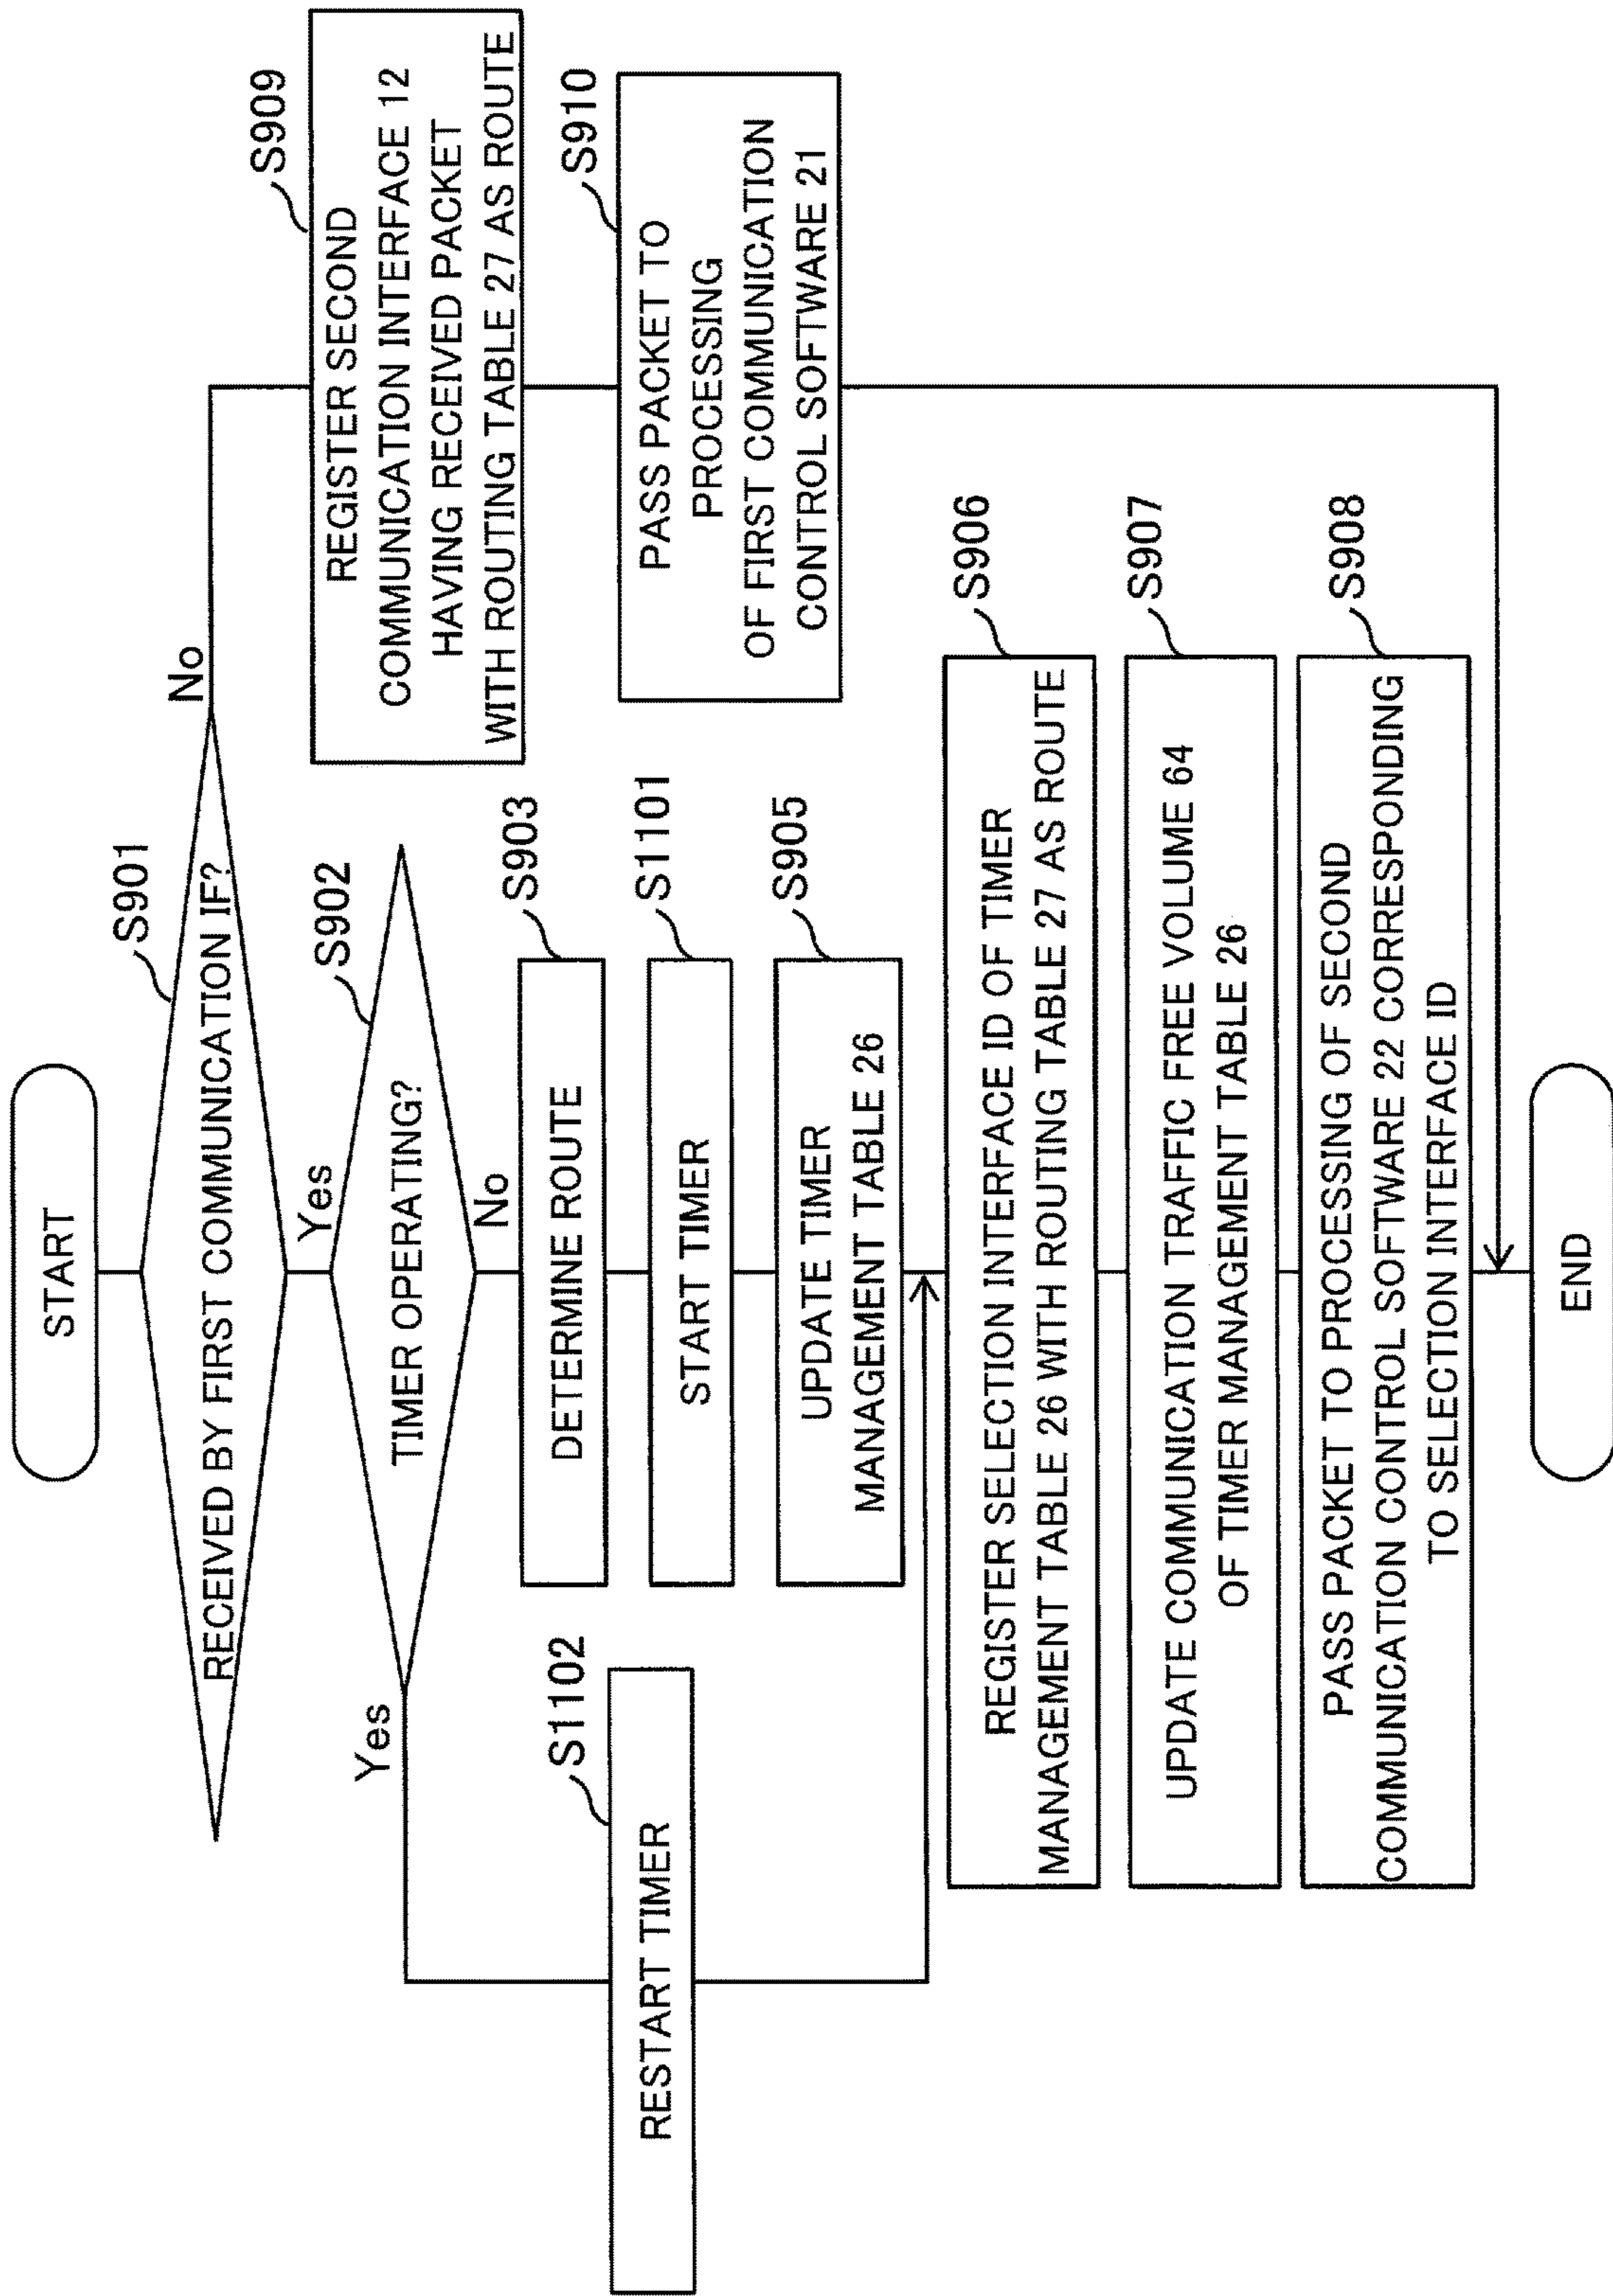 START
S901
RECEIVED BY FIRST COMMUNICATION IF?
No
Yes
S902
TIMER OPERATING?
Yes
No
S903
DETERMINE ROUTE
S1101
START TIMER
S905
UPDATE TIMER
MANAGEMENT TABLE 26
S1102
RESTART TIMER
S906
REGISTER SELECTION INTERFACE ID OF TIMER
MANAGEMENT TABLE 26 WITH ROUTING TABLE 27 AS ROUTE
S907
UPDATE COMMUNICATION TRAFFIC FREE VOLUME 64
OF TIMER MANAGEMENT TABLE 26
S908
PASS PACKET TO PROCESSING OF SECOND
COMMUNICATION CONTROL SOFTWARE 22 CORRESPONDING
TO SELECTION INTERFACE ID
S909
REGISTER SECOND
COMMUNICATION INTERFACE 12
HAVING RECEIVED PACKET
WITH ROUTING TABLE 27 AS ROUTE
S910
PASS PACKET TO
PROCESSING
OF FIRST COMMUNICATION
CONTROL SOFTWARE 21
END